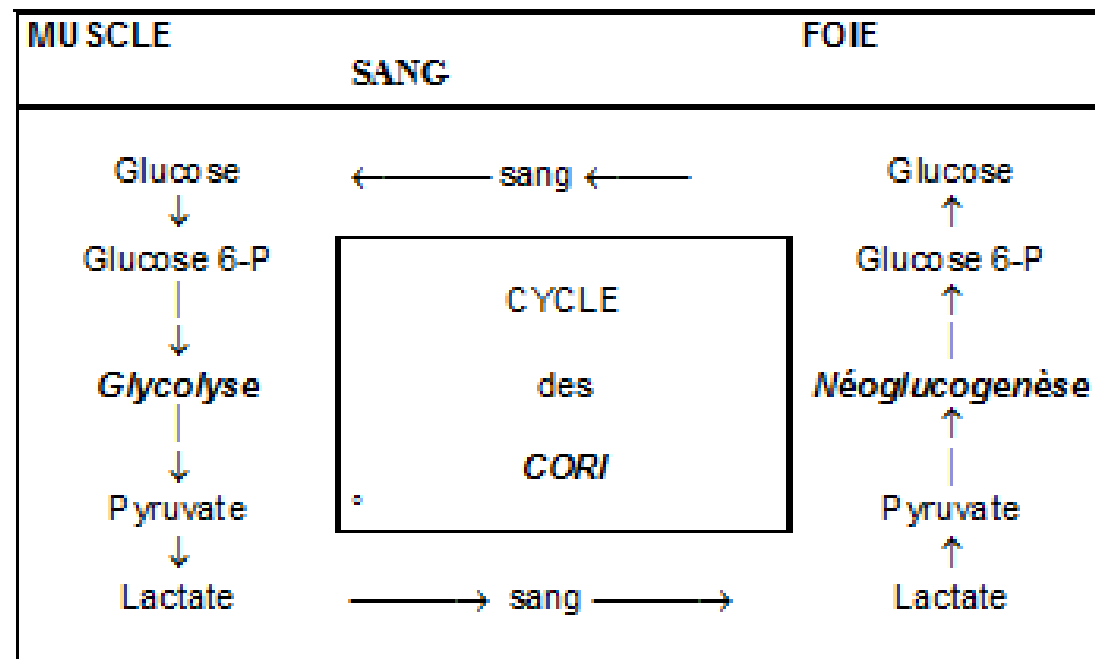 MUSCLE FOIE
SANG
Glucose sang Glucose
Glucose 6-P Glucose 6-P
CYCLE
Glycolyse des Néoglucogenèse
CORI
Pyruvate Pyruvate
Lactate sang Lactate